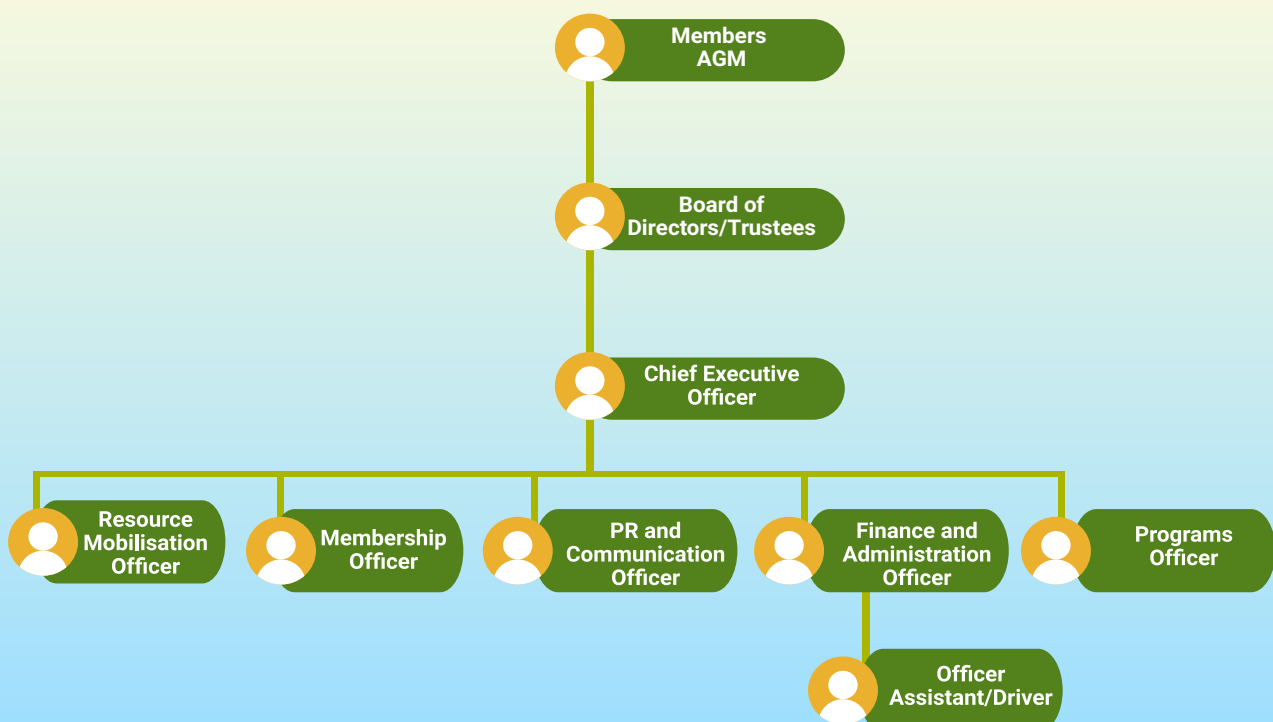 Members
AGM
Board of
Directors/Trustees
Chief Executive
Officer
Resource
Mobilisation
Officer
Membership
Officer
PR and
Communication
Officer
Finance and
Administration
Officer
Programs
Officer
Officer
Assistant/Driver